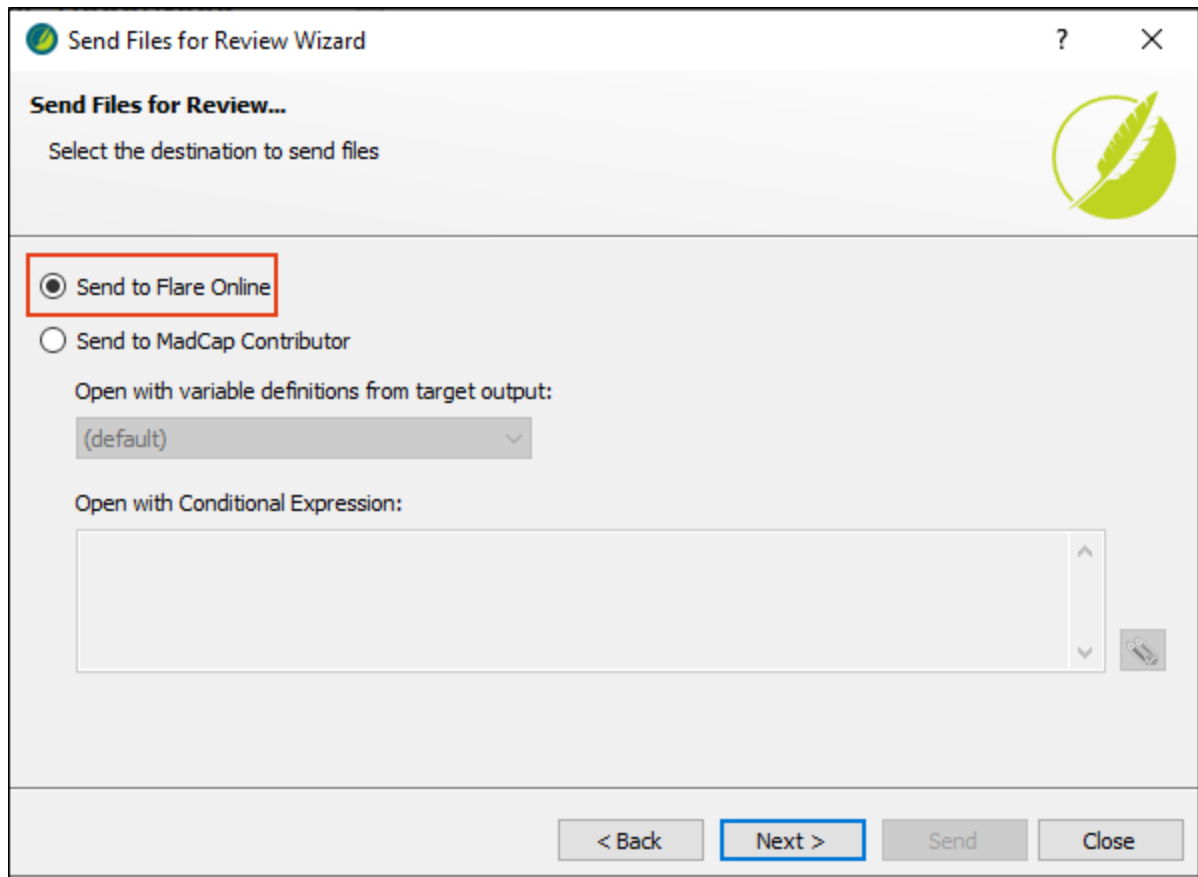 Send Files for Review Wizard
?
Send Files for Review...
Select the destination to send files
Send to Flare Online
Send to MadCap Contributor
Open with variable definitions from target output:
(default)
Open with Conditional Expression:
< Back Next > Send Close